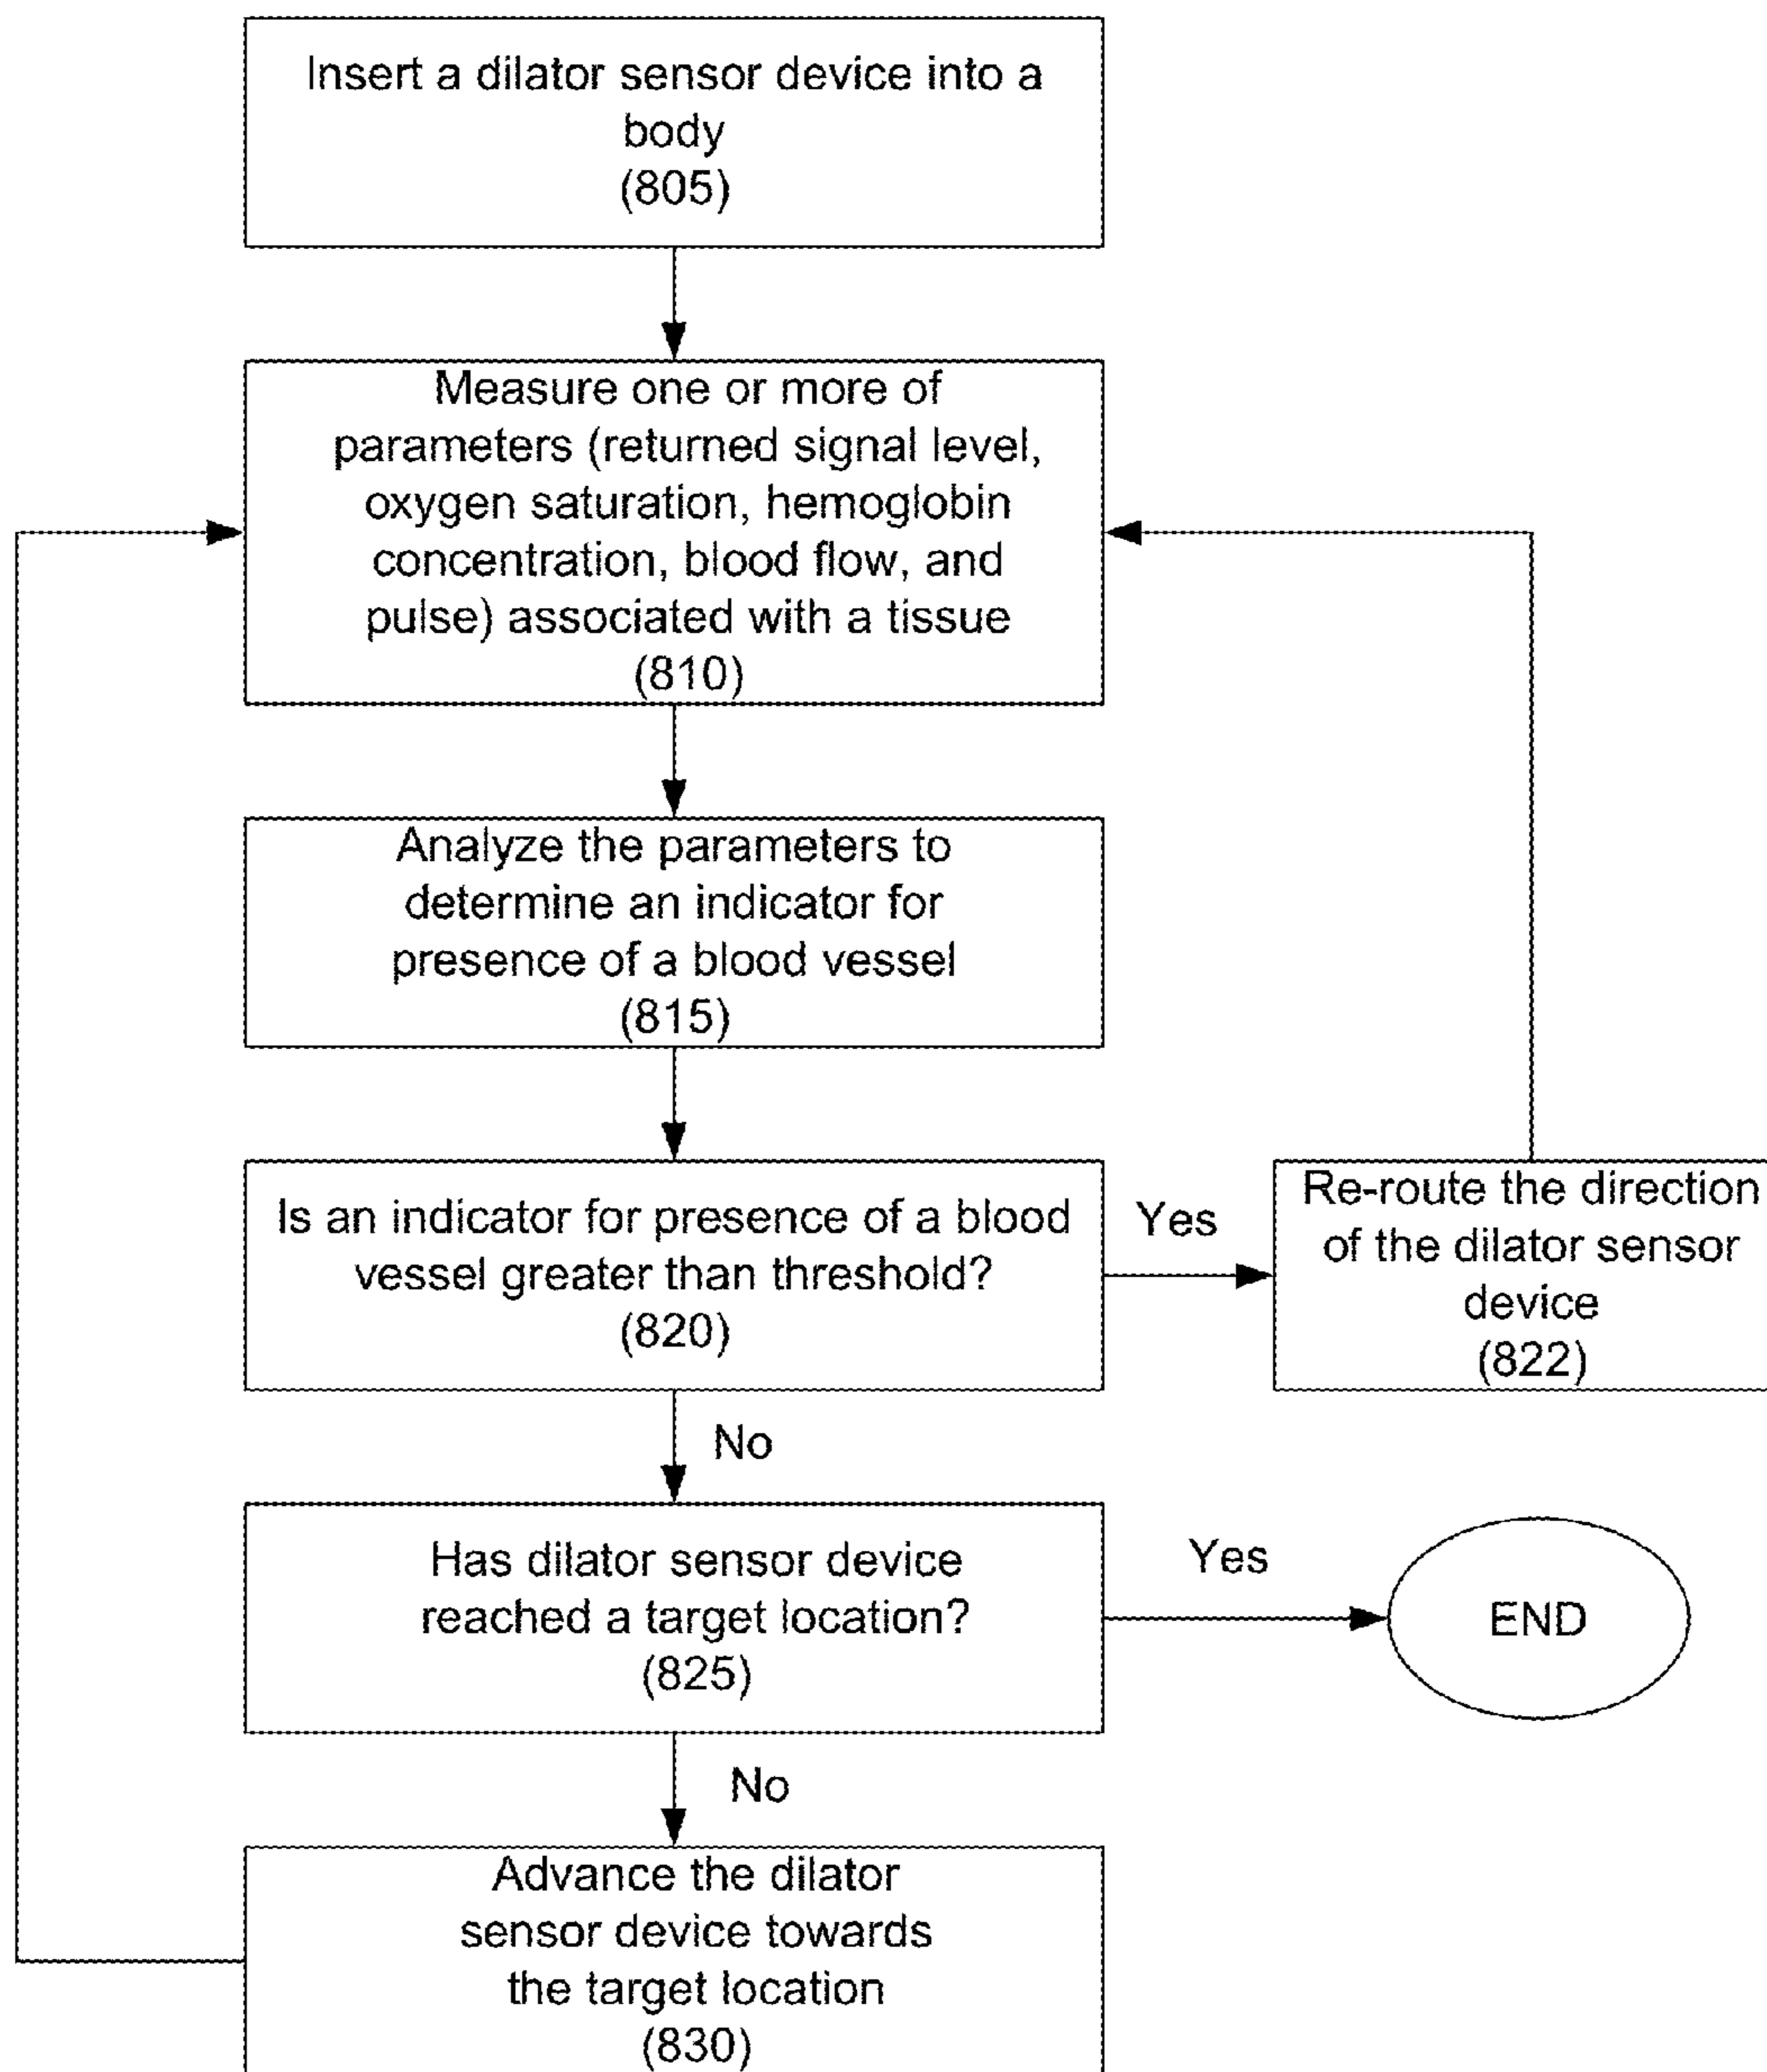 Insert a dilator sensor device into a
body
(805)
Measure one or more of
parameters (returned signal level,
oxygen saturation, hemoglobin
concentration, blood flow, and
pulse) associated with a tissue
(810)
Analyze the parameters to
determine an indicator for
presence of a blood vessel
(815)
Is an indicator for presence of a blood
vessel greater than threshold?
(820)
Yes
Re-route the direction
of the dilator sensor
device
(822)
No
Has dilator sensor device
reached a target location?
(825)
Yes
END
No
Advance the dilator
sensor device towards
the target location
(830)